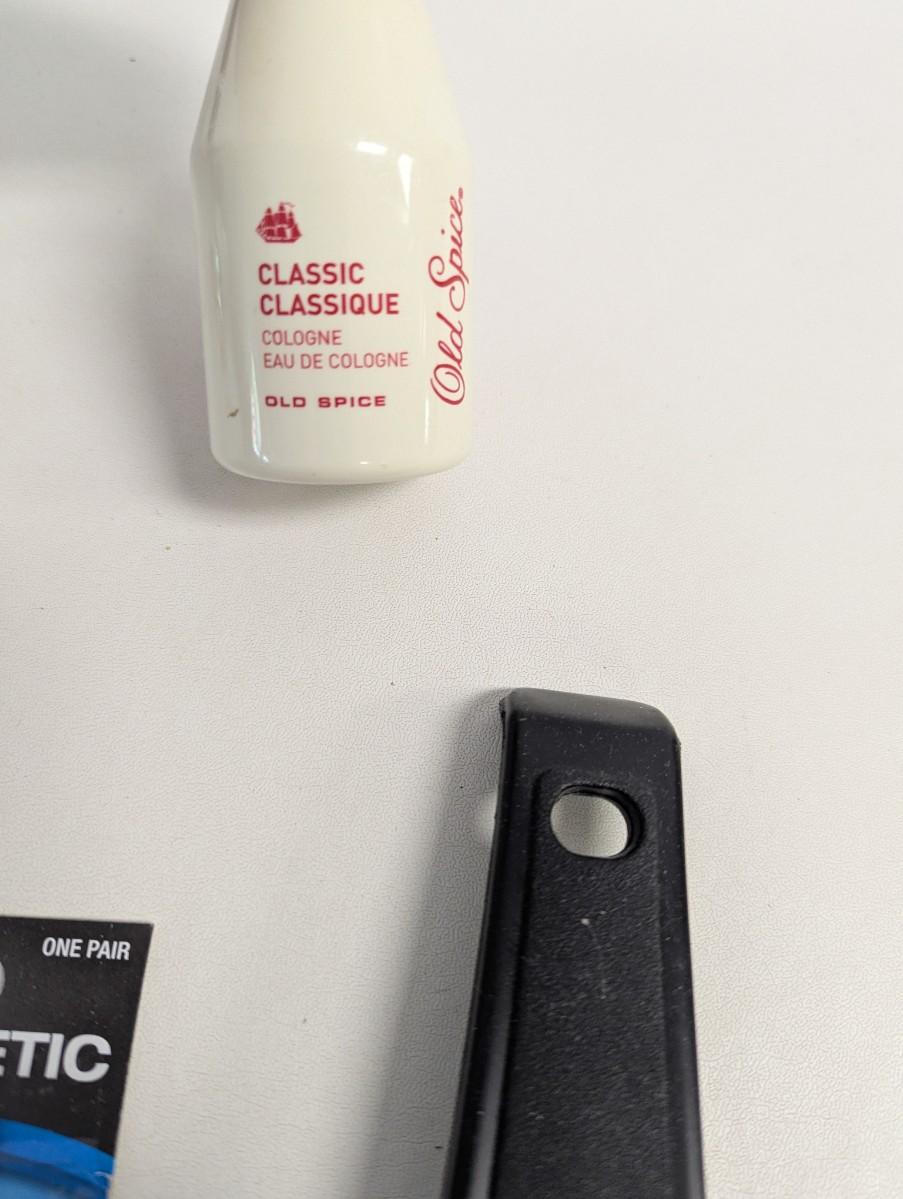 CLASSIC
CLASSIQUE
COLOGNE
EAU DE COLOGNE
OLD SPICE
Old Spice
ONE PAIR
ETIC